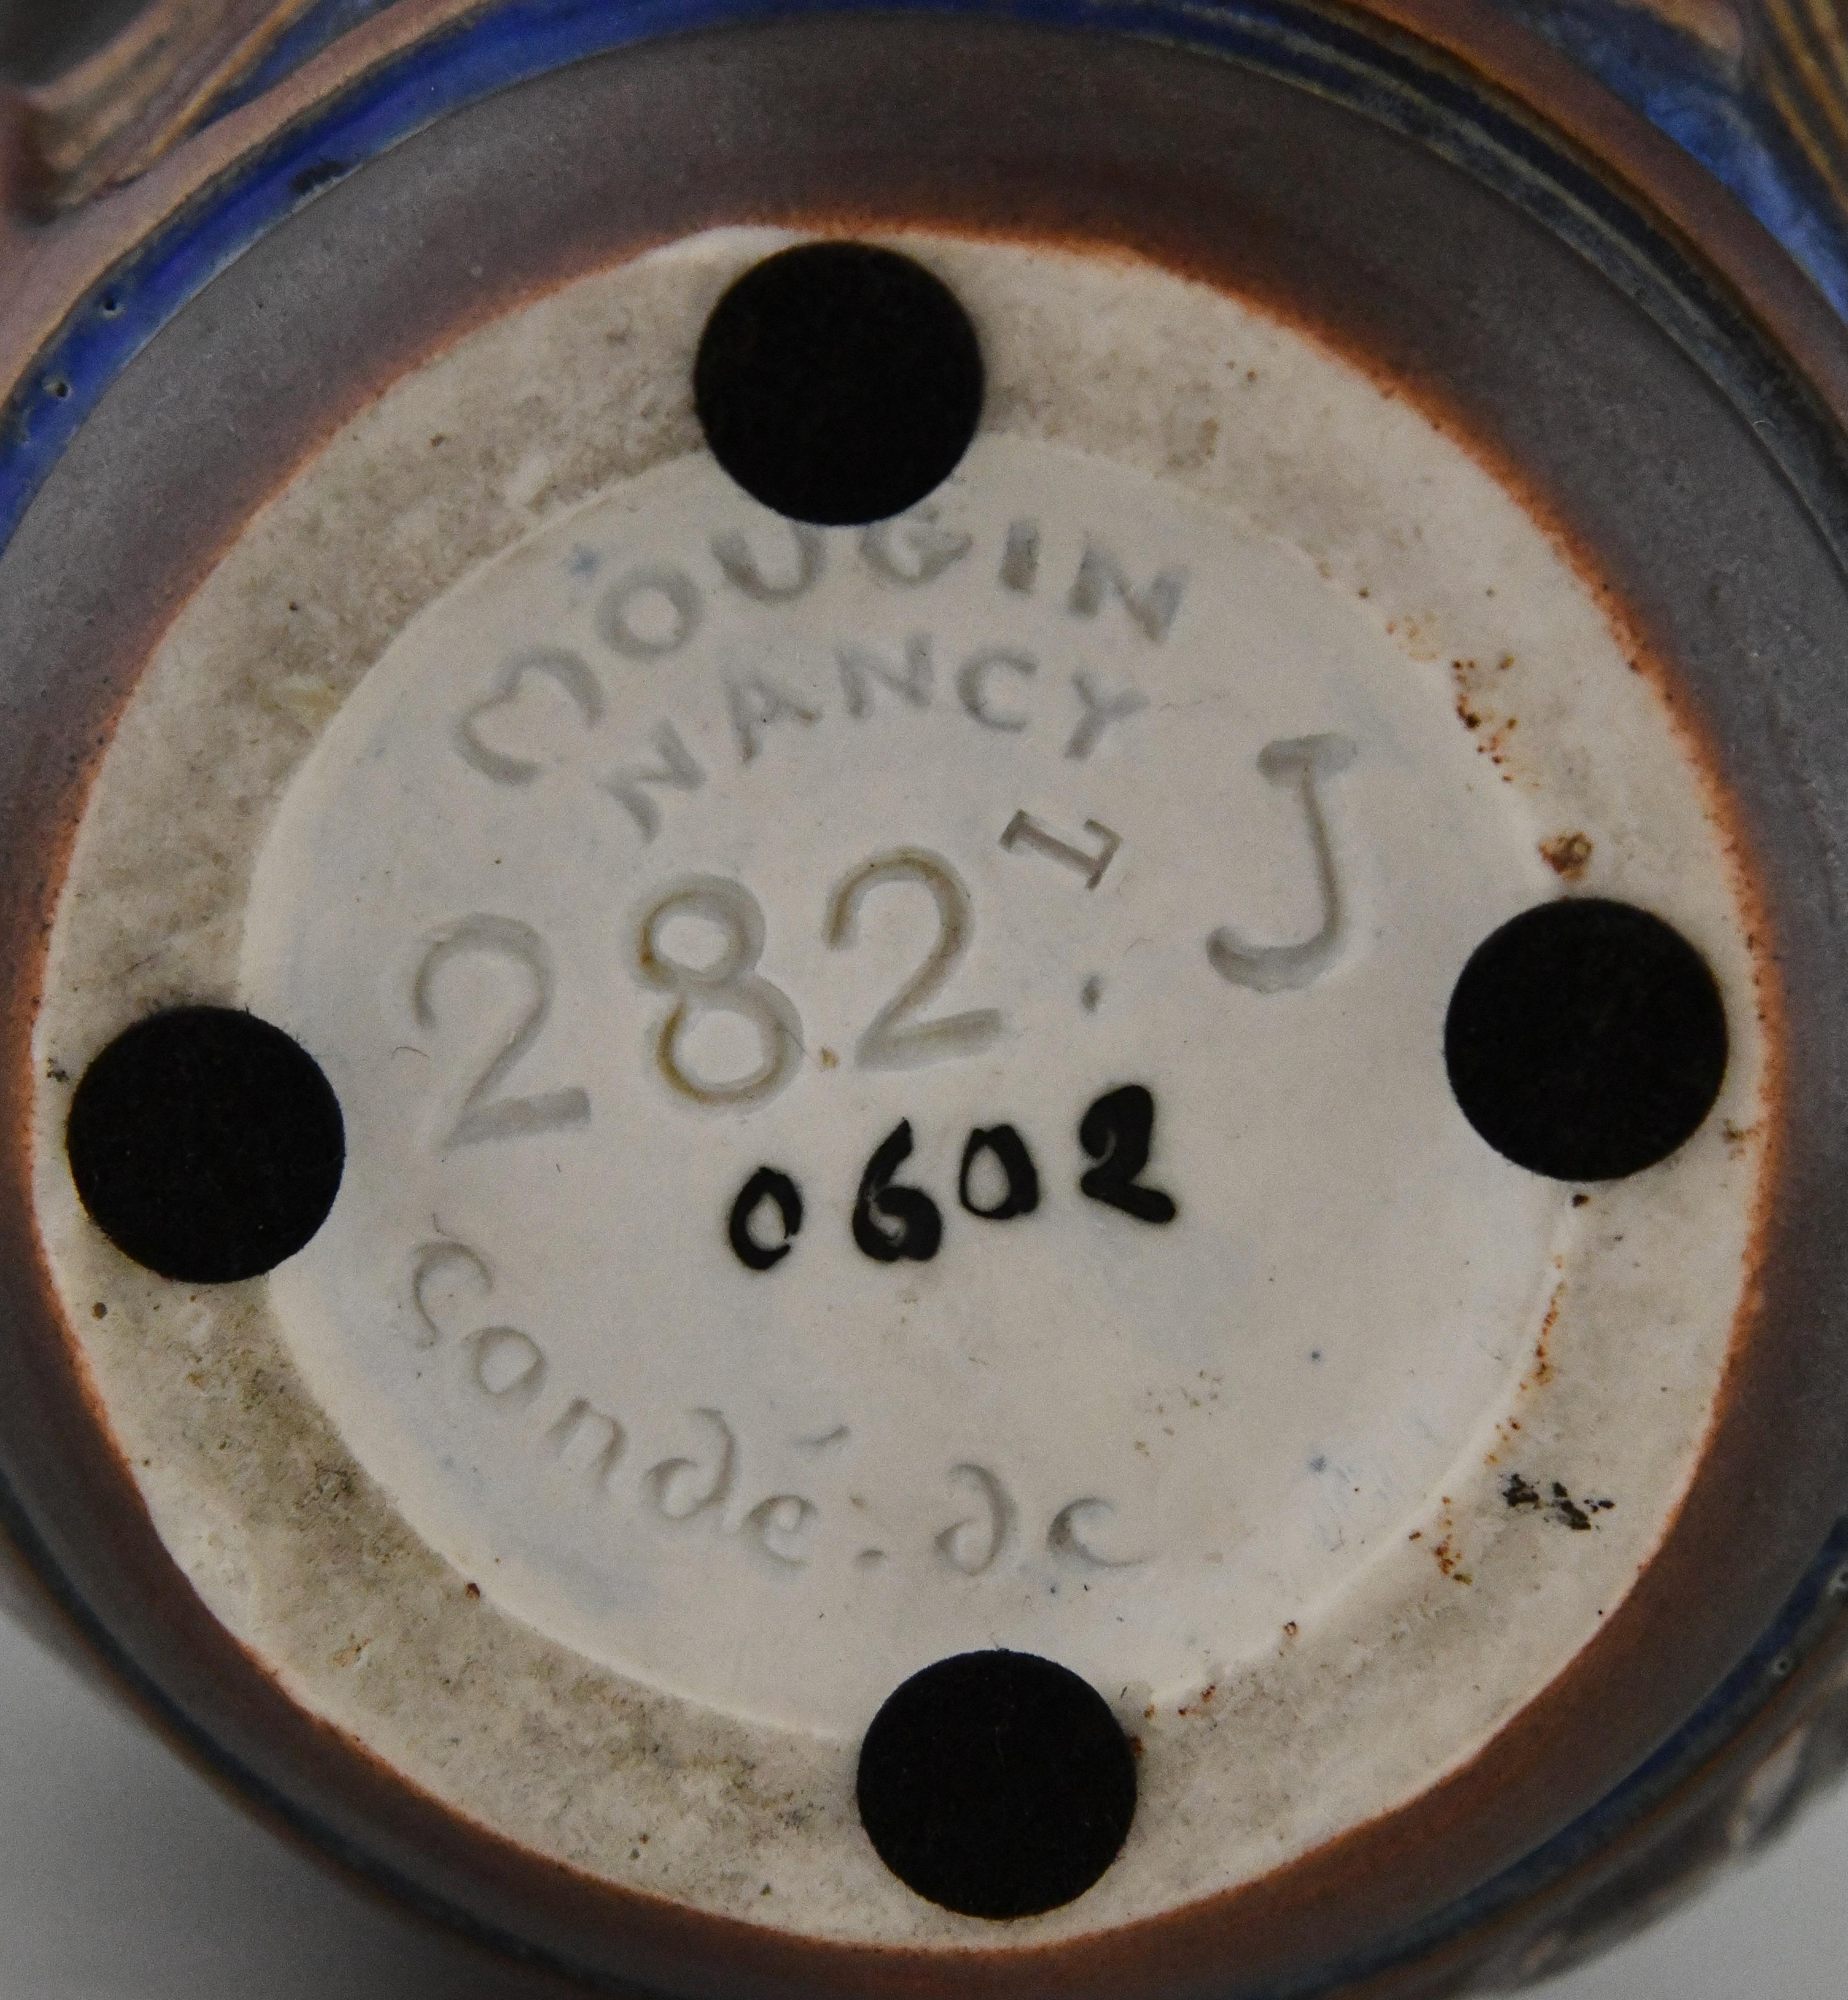 MOUGIN
NANCY
282. J
L
0602
Condé.dc